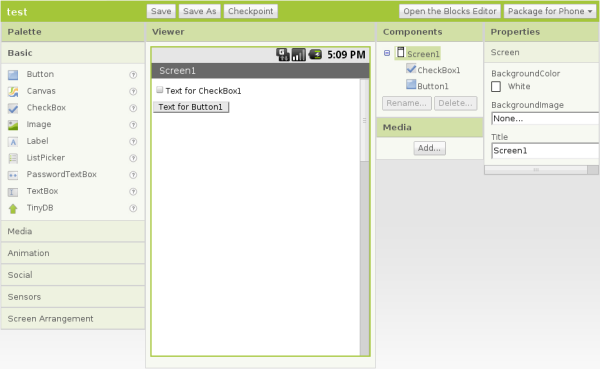 test
Save
Save As
Checkpoint
Open the Blocks Editor
Package for Phone
Palette
Basic
Button
Canvas
CheckBox
Image
Label
ListPicker
PasswordTextBox
TextBox
TinyDB
Media
Animation
Social
Sensors
Screen Arrangement
Viewer
5:09 PM
Screen1
Text for CheckBox1
Text for Button1
Components
Screen1
CheckBox1
Button1
Rename...
Delete...
Media
Add...
Properties
Screen
BackgroundColor
White
BackgroundImage
None...
Title
Screen1